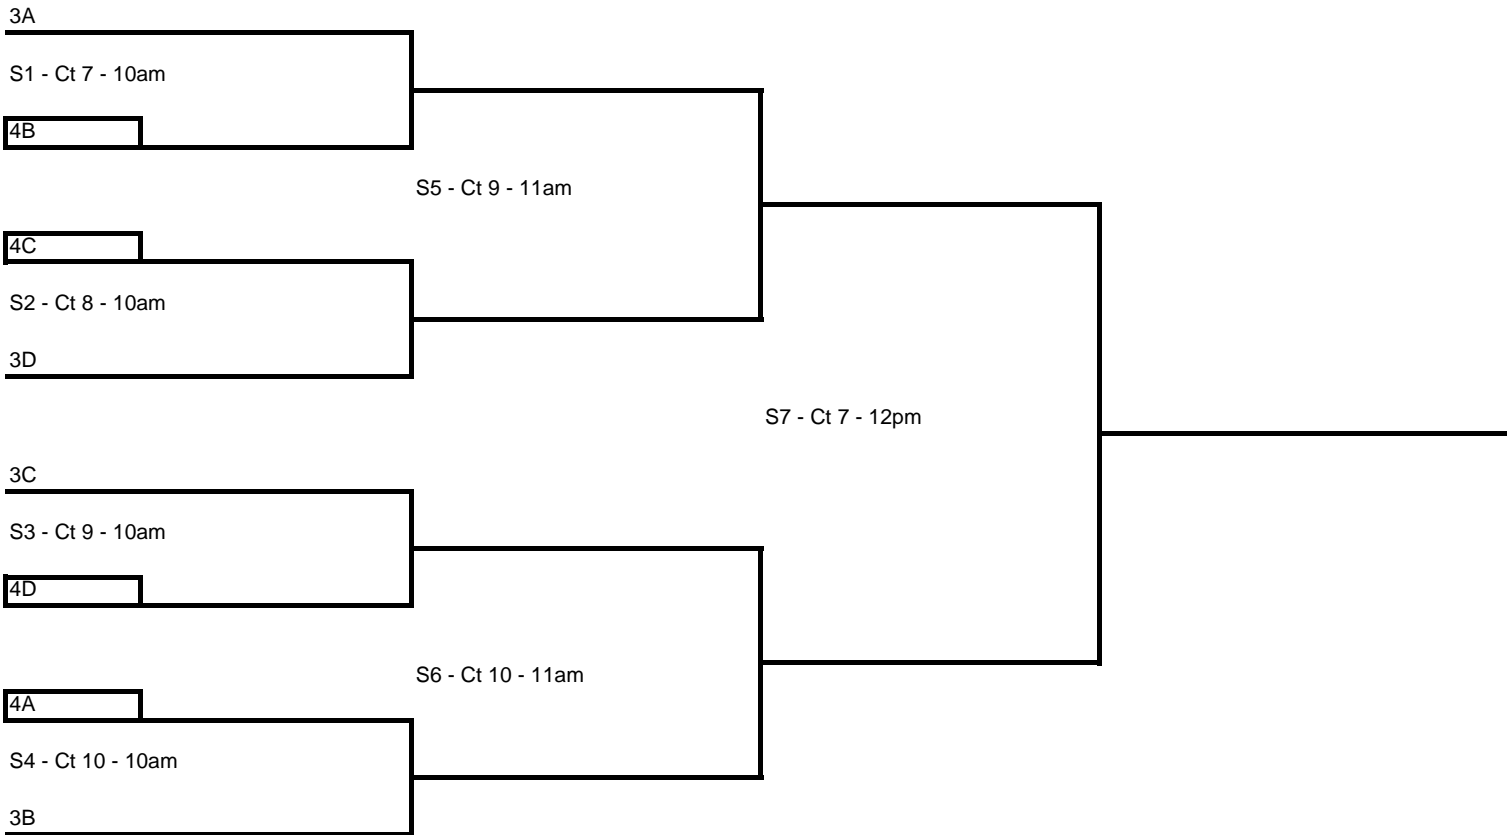 3A
S1 - Ct 7 - 10am
4B
S5 - Ct 9 - 11am
4C
S2 - Ct 8 - 10am
3D
S7 - Ct 7 - 12pm
3C
S3 - Ct 9 - 10am
4D
S6 - Ct 10 - 11am
4A
S4 - Ct 10 - 10am
3B